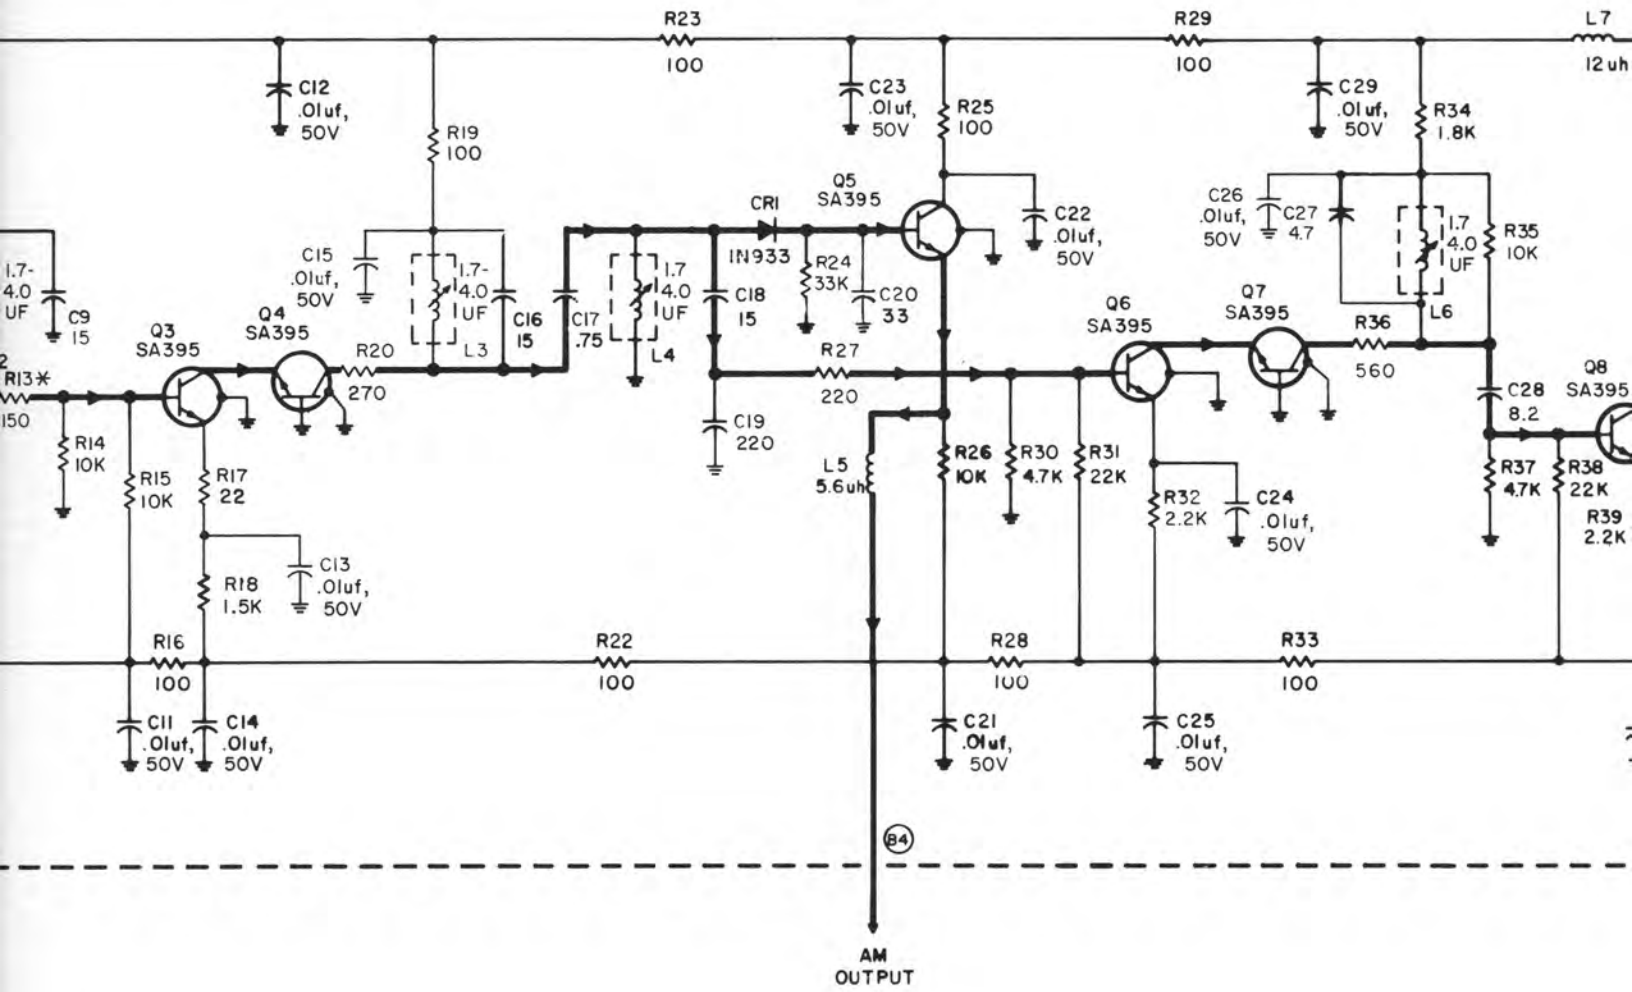 R23
100
R29
100
L7
12uh
C12
.01uf,
50V
R19
100
C23
.01uf,
50V
R25
100
C29
.01uf,
50V
R34
1.8K
Q5
SA395
CR1
1N933
C22
.01uf,
50V
C26
.01uf,
50V
C27
4.7
1.7
4.0
UF
L6
R35
10K
1.7-
4.0
UF
C9
15
C15
.01uf,
50V
1.7-
4.0
UF
L3
C16
15
C17
.75
1.7
4.0
UF
L4
C18
15
R24
33K
C20
33
Q3
SA395
Q4
SA395
R20
270
R27
220
Q6
SA395
Q7
SA395
R36
560
C28
8.2
Q8
SA395
2
R13*
150
R14
10K
R15
10K
R17
22
C19
220
L5
5.6uh
R26
10K
R30
4.7K
R31
22K
R32
2.2K
C24
.01uf,
50V
R37
4.7K
R38
22K
R39
2.2K
R18
1.5K
C13
.01uf,
50V
R16
100
R22
100
R28
100
R33
100
C11
.01uf,
50V
C14
.01uf,
50V
C21
.01uf,
50V
C25
.01uf,
50V
B4
AM
OUTPUT